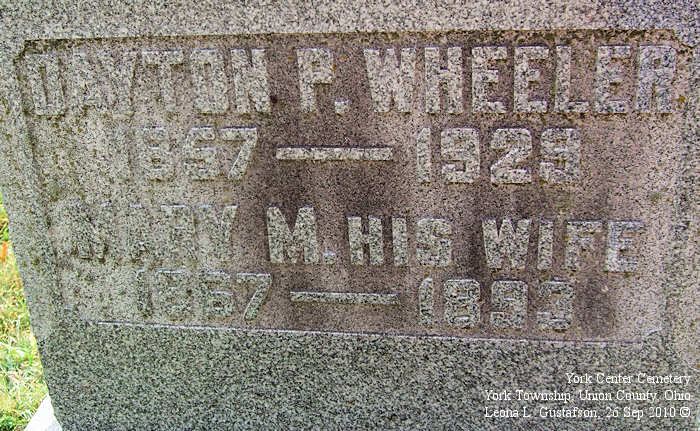 DAYTON P. WHEELER
1857 — 1929
MARY M. HIS WIFE
1867 — 1893
York Center Cemetery
York Township, Union County, Ohio
Leona L. Gustafson, 26 Sep 2010 ©